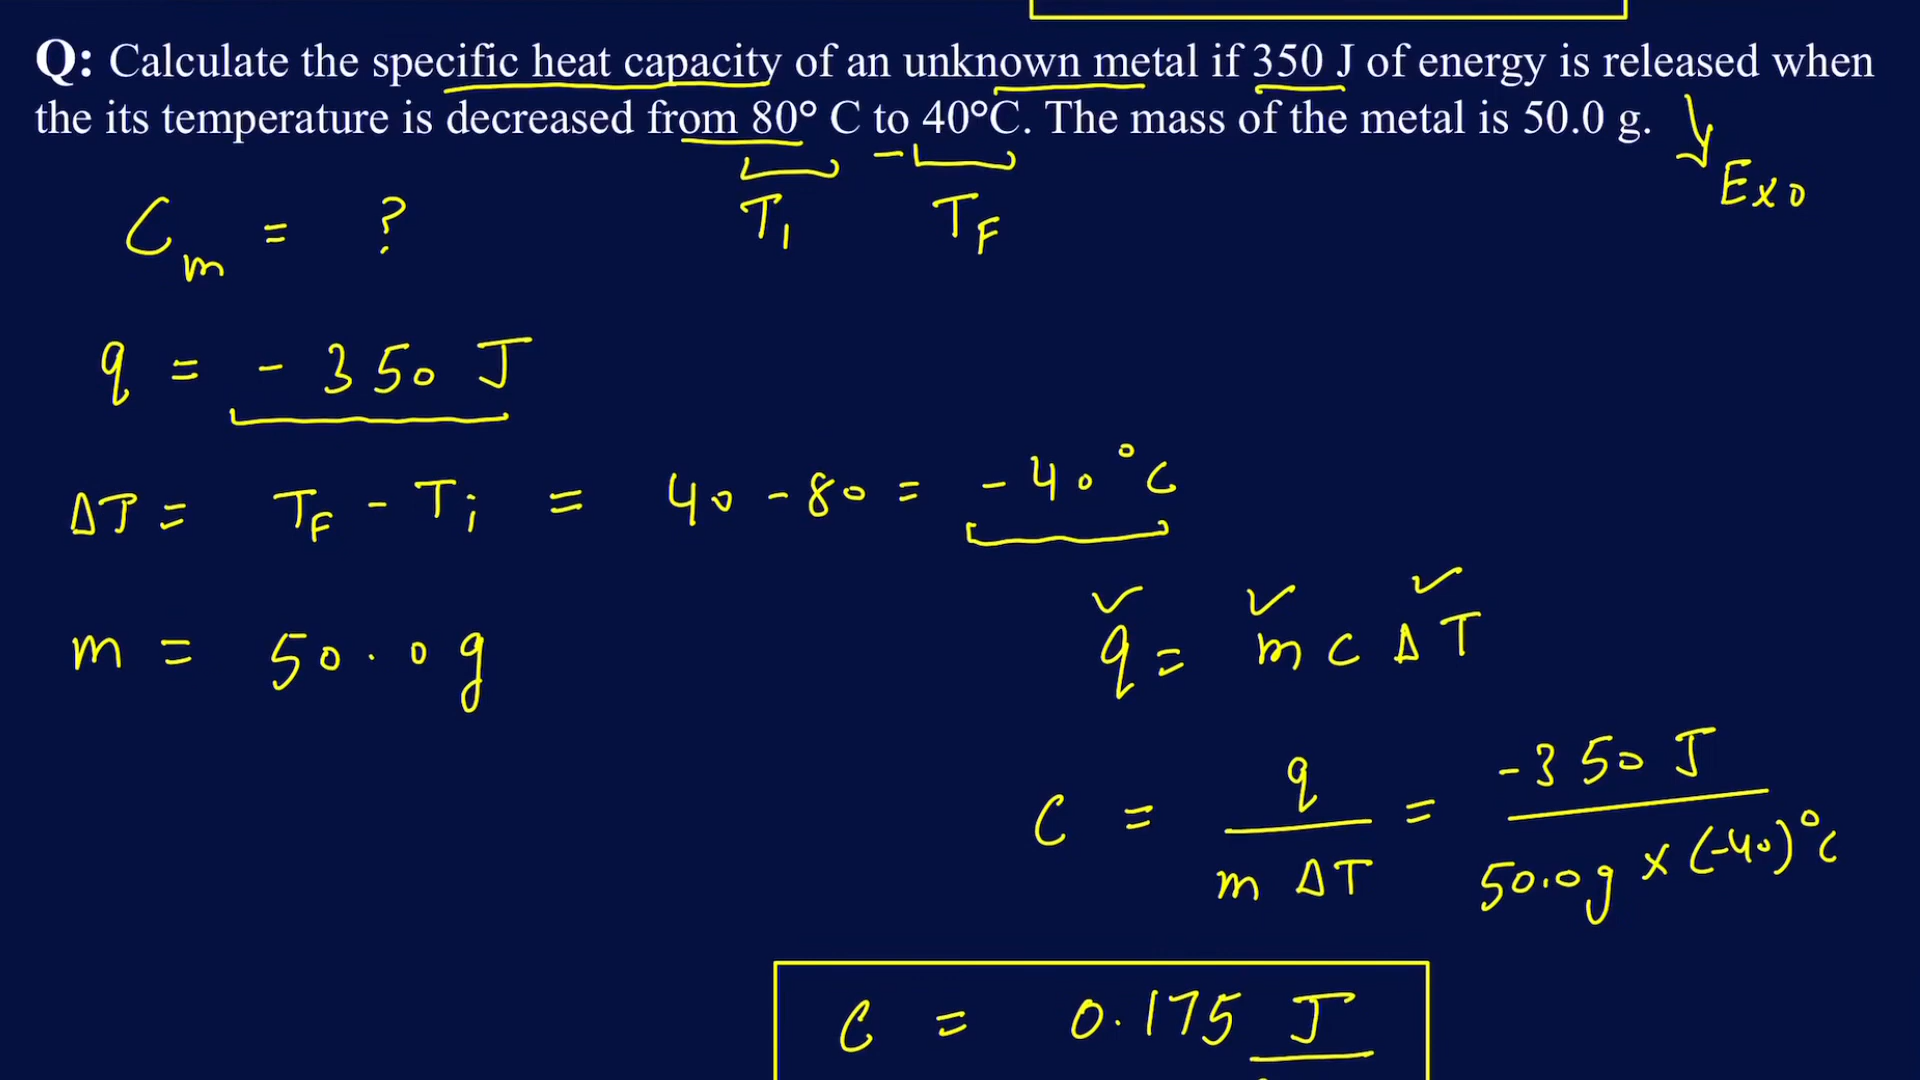 Q: Calculate the specific heat capacity of an unknown metal if 350 J of energy is released when
the its temperature is decreased from 80° C to 40°C. The mass of the metal is 50.0 g.
Exo
Ti - TF
Cm = ?
q = - 350 J
ΔT = TF - Ti = 40 - 80 = - 40 °C
m = 50.0 g
q = m c ΔT
C = q / m ΔT = -350 J / 50.0g × (-40)°C
C = 0.175 J